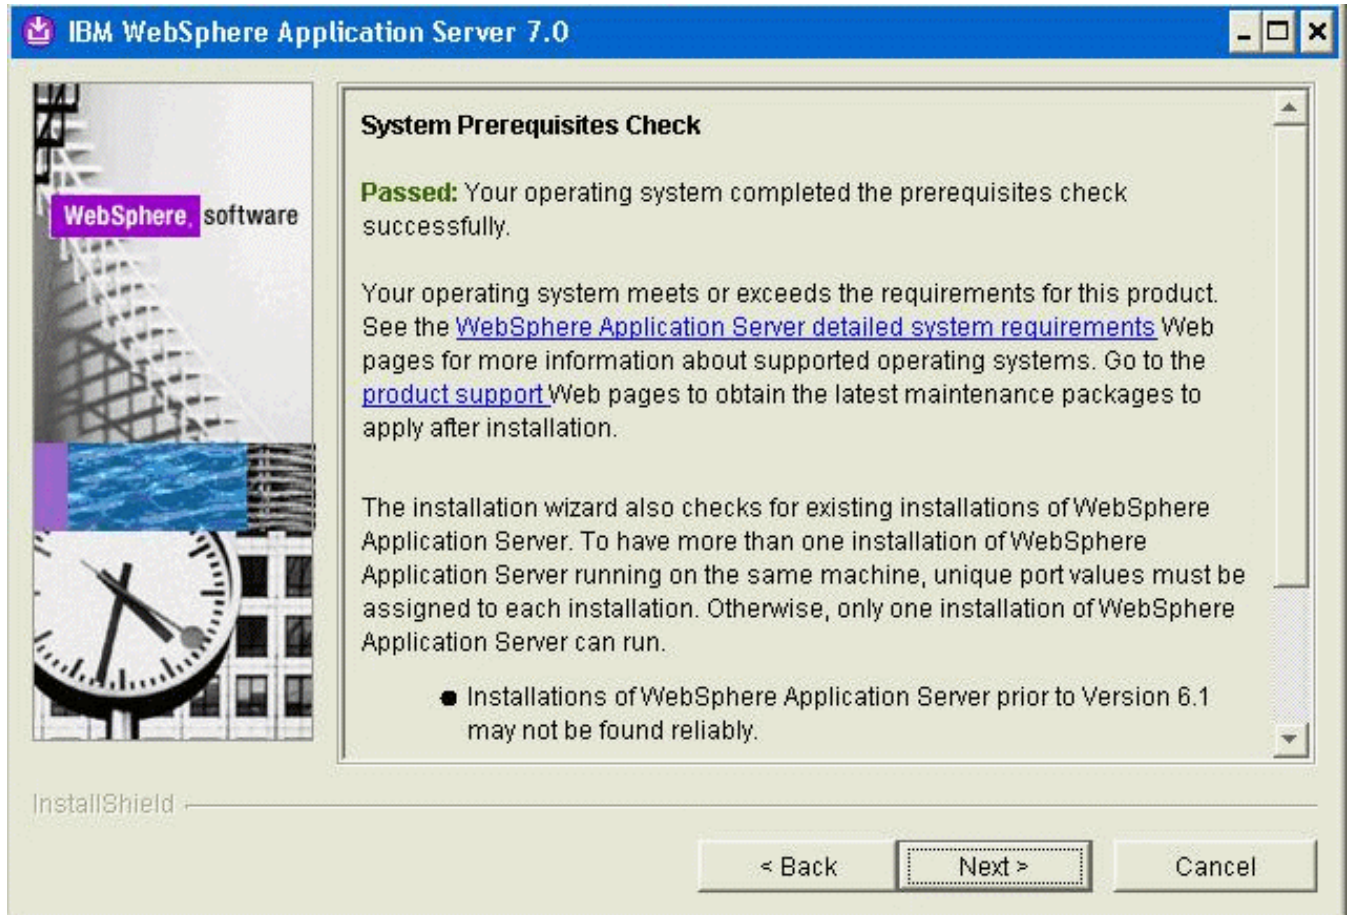 IBM WebSphere Application Server 7.0
WebSphere. software
System Prerequisites Check
Passed: Your operating system completed the prerequisites check
successfully.
Your operating system meets or exceeds the requirements for this product.
See the WebSphere Application Server detailed system requirements Web
pages for more information about supported operating systems. Go to the
product support Web pages to obtain the latest maintenance packages to
apply after installation.
The installation wizard also checks for existing installations of WebSphere
Application Server. To have more than one installation of WebSphere
Application Server running on the same machine, unique port values must be
assigned to each installation. Otherwise, only one installation of WebSphere
Application Server can run.
● Installations of WebSphere Application Server prior to Version 6.1
may not be found reliably.
InstallShield
< Back
Next >
Cancel